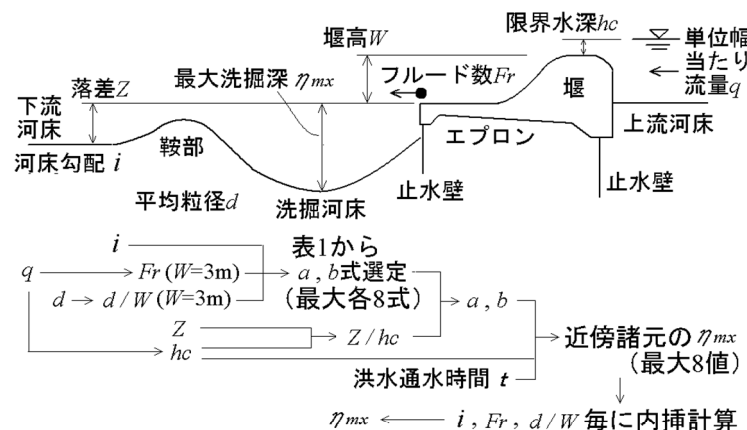 限界水深hc
堰高W
単位幅
当たり
流量q
最大洗掘深 ηmx
フルード数Fr
落差Z
下流
河床
堰
鞍部
エプロン
上流河床
河床勾配 i
止水壁
止水壁
平均粒径d
洗掘河床
i
表1から
q → Fr (W=3m) → a , b式選定
d → d/W (W=3m)
(最大各8式)
→ a , b
Z
→ Z/hc
hc
→ 近傍諸元のηmx
(最大8値)
洪水通水時間 t
ηmx ← i , Fr , d/W 毎に内挿計算